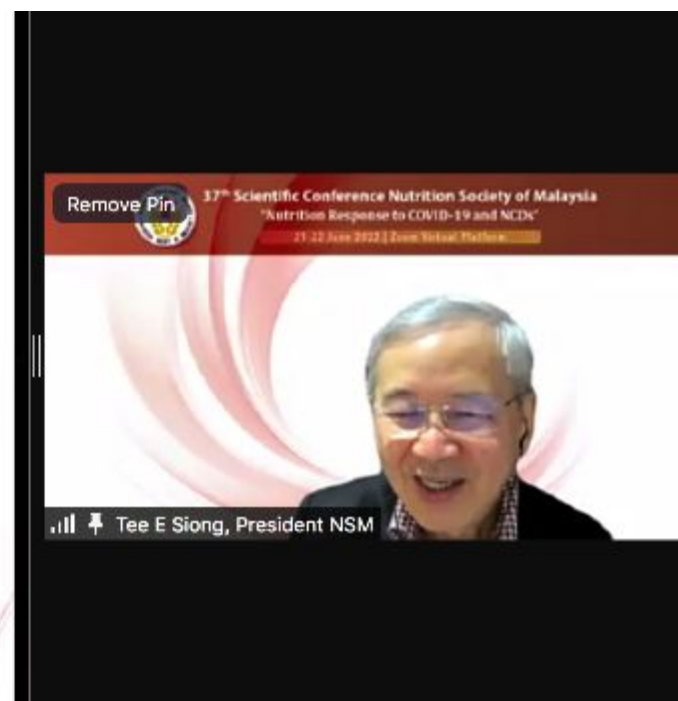 Remove Pin
37th Scientific Conference Nutrition Society of Malaysia
"Nutrition Response to COVID-19 and NCDs"
21-22 June 2022 | Zoom Virtual Platform
Tee E Siong, President NSM